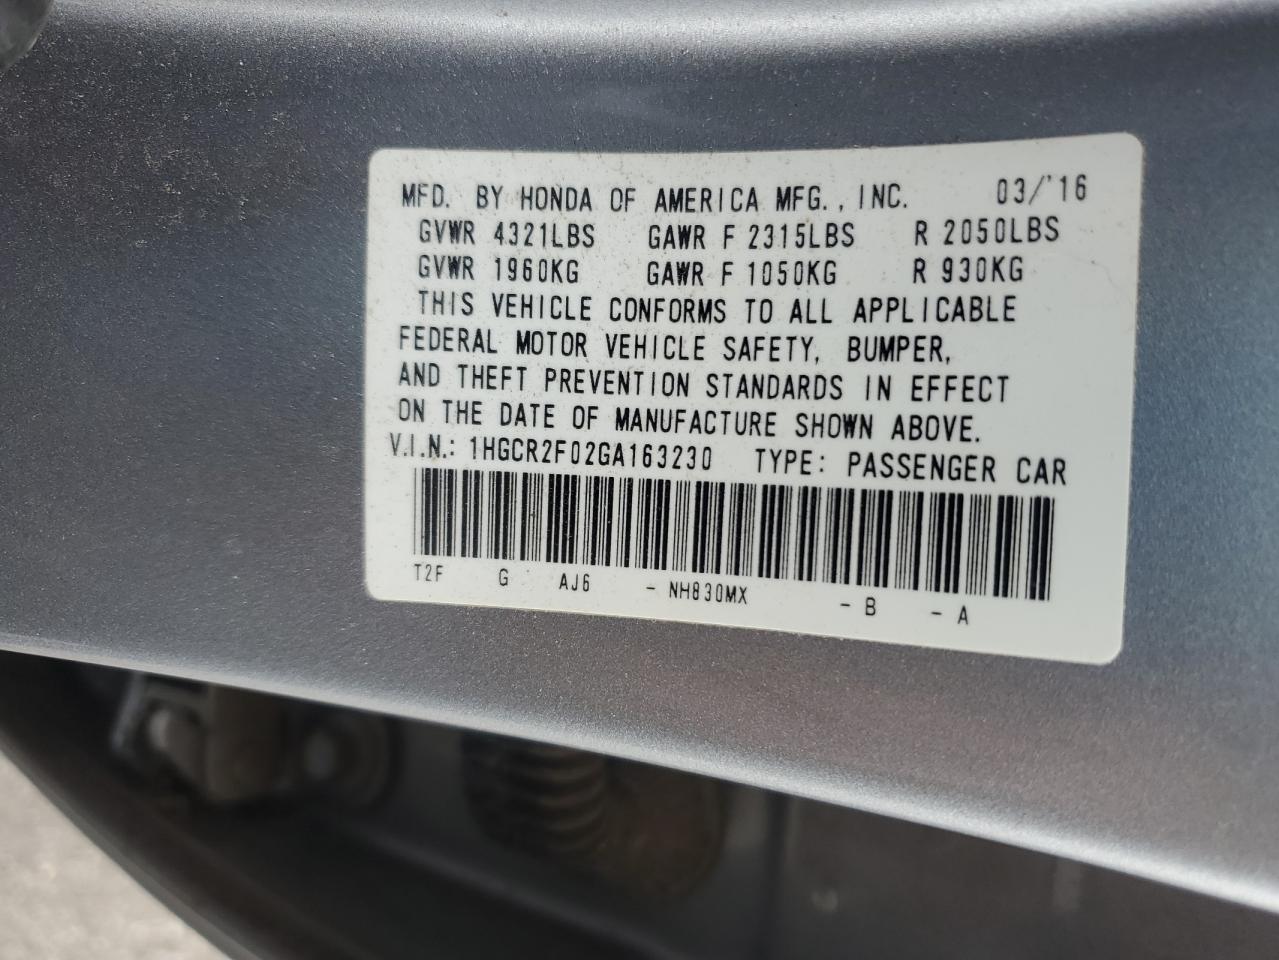 MFD. BY HONDA OF AMERICA MFG., INC. 03/'16
GVWR 4321LBS GAWR F 2315LBS R 2050LBS
GVWR 1960KG GAWR F 1050KG R 930KG
THIS VEHICLE CONFORMS TO ALL APPLICABLE
FEDERAL MOTOR VEHICLE SAFETY, BUMPER,
AND THEFT PREVENTION STANDARDS IN EFFECT
ON THE DATE OF MANUFACTURE SHOWN ABOVE.
V.I.N.: 1HGCR2F02GA163230 TYPE: PASSENGER CAR
T2F G AJ6 - NH830MX - B - A